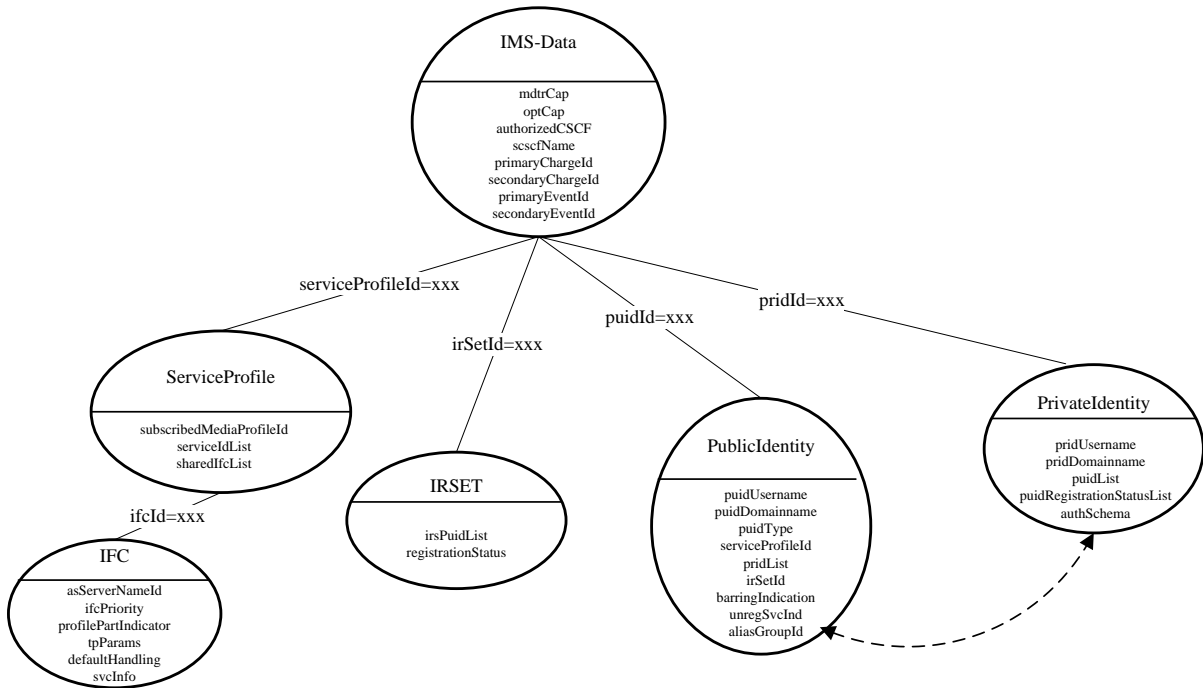 IMS-Data
mdtrCap
optCap
authorizedCSCF
scscfName
primaryChargeId
secondaryChargeId
primaryEventId
secondaryEventId
serviceProfileId=xxx
irSetId=xxx
puidId=xxx
pridId=xxx
ServiceProfile
subscribedMediaProfileId
serviceIdList
sharedIfcList
ifcId=xxx
IFC
asServerNameId
ifcPriority
profilePartIndicator
tpParams
defaultHandling
svcInfo
IRSET
irsPuidList
registrationStatus
PublicIdentity
puidUsername
puidDomainname
puidType
serviceProfileId
pridList
irSetId
barringIndication
unregSvcInd
aliasGroupId
PrivateIdentity
pridUsername
pridDomainname
puidList
puidRegistrationStatusList
authSchema